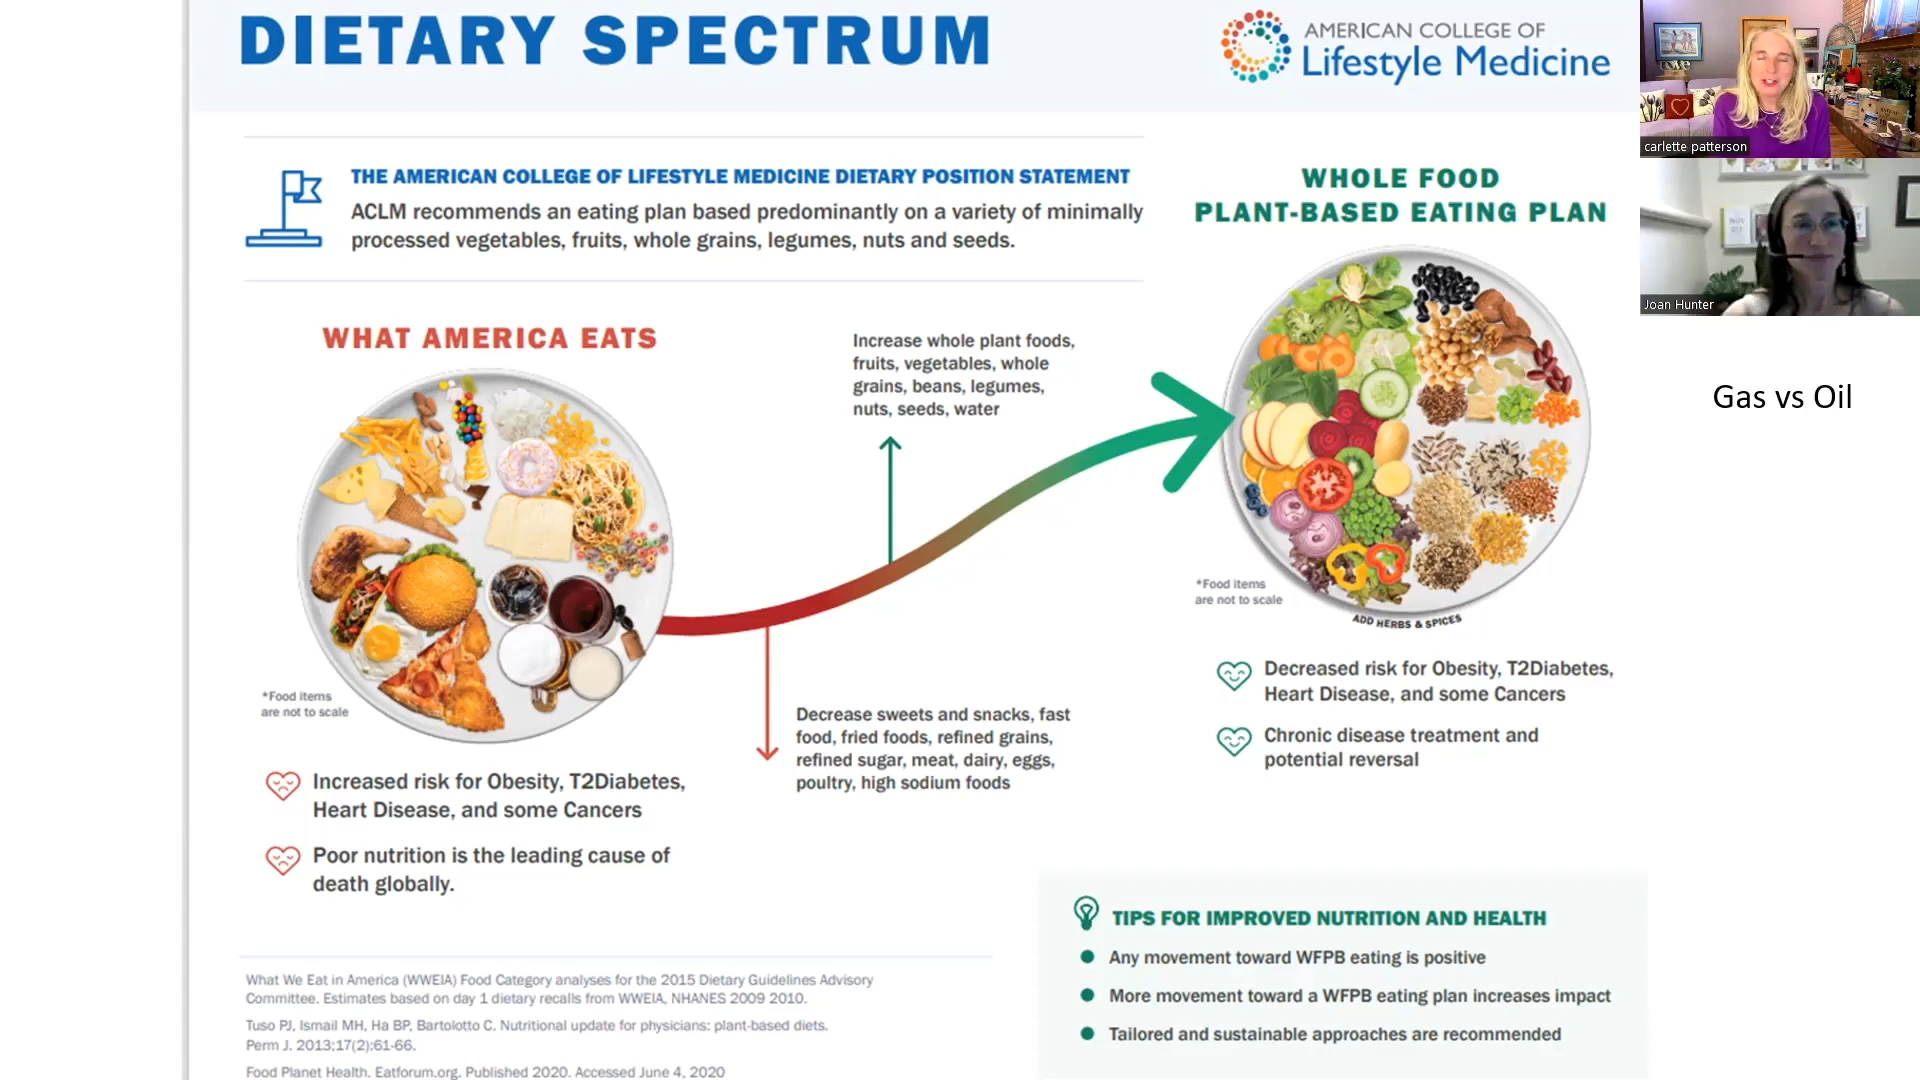 DIETARY SPECTRUM
AMERICAN COLLEGE OF
Lifestyle Medicine
THE AMERICAN COLLEGE OF LIFESTYLE MEDICINE DIETARY POSITION STATEMENT
ACLM recommends an eating plan based predominantly on a variety of minimally
processed vegetables, fruits, whole grains, legumes, nuts and seeds.
WHAT AMERICA EATS
*Food items
are not to scale
Increased risk for Obesity, T2Diabetes,
Heart Disease, and some Cancers
Poor nutrition is the leading cause of
death globally.
Increase whole plant foods,
fruits, vegetables, whole
grains, beans, legumes,
nuts, seeds, water
Decrease sweets and snacks, fast
food, fried foods, refined grains,
refined sugar, meat, dairy, eggs,
poultry, high sodium foods
WHOLE FOOD
PLANT-BASED EATING PLAN
*Food items
are not to scale
ADD HERBS & SPICES
Decreased risk for Obesity, T2Diabetes,
Heart Disease, and some Cancers
Chronic disease treatment and
potential reversal
TIPS FOR IMPROVED NUTRITION AND HEALTH
Any movement toward WFPB eating is positive
More movement toward a WFPB eating plan increases impact
Tailored and sustainable approaches are recommended
What We Eat in America (WWEIA) Food Category analyses for the 2015 Dietary Guidelines Advisory
Committee. Estimates based on day 1 dietary recalls from WWEIA, NHANES 2009 2010.
Tuso PJ, Ismail MH, Ha BP, Bartolotto C. Nutritional update for physicians: plant-based diets.
Perm J. 2013;17(2):61-66.
Food Planet Health. Eatforum.org. Published 2020. Accessed June 4, 2020
carlette patterson
Joan Hunter
Gas vs Oil